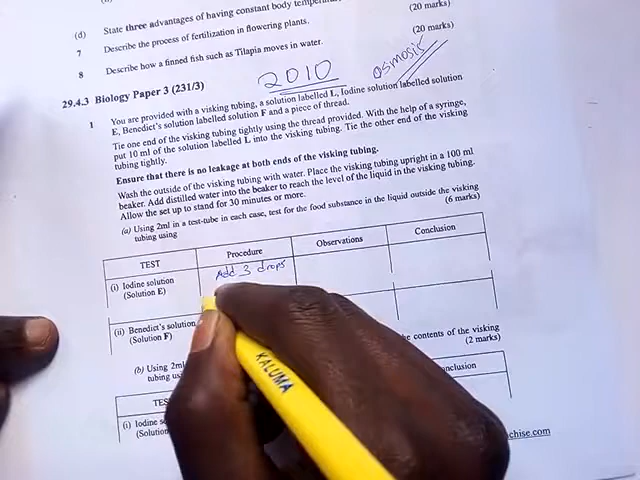 (d) State three advantages of having constant body
(20 marks)
7 Describe the process of fertilization in flowering plants.
(20 marks)
8 Describe how a finned fish such as Tilapia moves in water.
2010
osmosis
29.4.3 Biology Paper 3 (231/3)
1 You are provided with a visking tubing, a solution labelled L, Iodine solution labelled solution
E, Benedict's solution labelled solution F and a piece of thread.
Tie one end of the visking tubing tightly using the thread provided. With the help of a syringe,
put 10 ml of the solution labelled L into the visking tubing. Tie the other end of the visking
tubing tightly.
Ensure that there is no leakage at both ends of the visking tubing.
Wash the outside of the visking tubing with water. Place the visking tubing upright in a 100 ml
beaker. Add distilled water into the beaker to reach the level of the liquid in the visking tubing.
Allow the set up to stand for 30 minutes or more.
(a) Using 2ml in a test-tube in each case, test for the food substance in the liquid outside the visking
tubing using
(6 marks)
TEST Procedure Observations Conclusion
(i) Iodine solution
(Solution E)
Add 3 drops
(ii) Benedict's solution
(Solution F)
(b) Using 2ml
contents of the visking
tubing
(2 marks)
(i) Iodine
(Solution
KALUMA